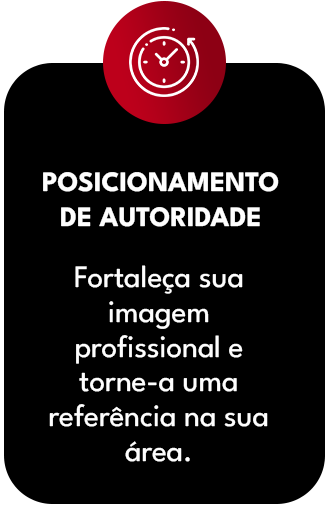 POSICIONAMENTO
DE AUTORIDADE
Fortaleça sua
imagem
profissional e
torne-a uma
referência na sua
área.